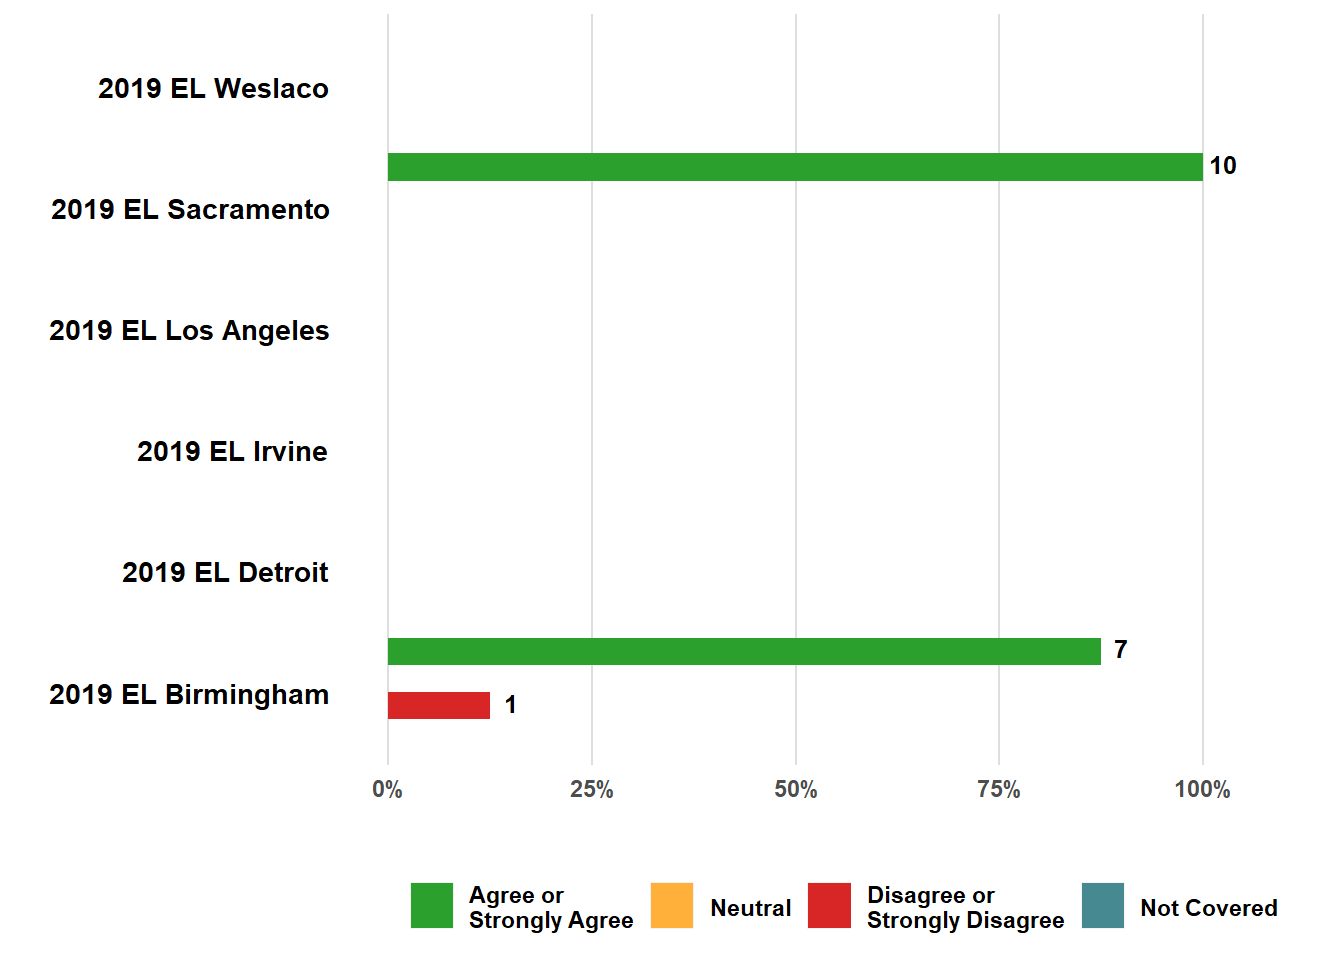 2019 EL Weslaco
10
2019 EL Sacramento
2019 EL Los Angeles
2019 EL Irvine
2019 EL Detroit
7
2019 EL Birmingham
1
0% 25% 50% 75% 100%
Agree or
Strongly Agree
Neutral
Disagree or
Strongly Disagree
Not Covered